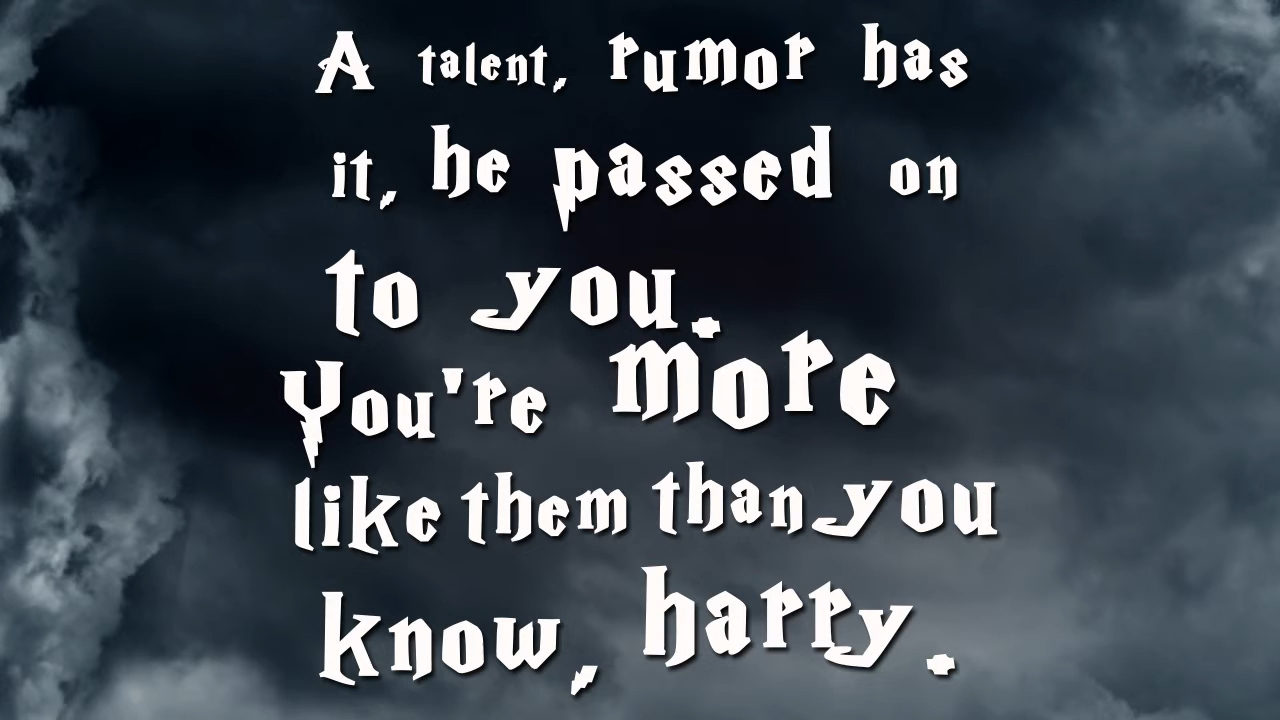 A talent, rumor has
it, he passed on
to you.
You're more
like them than you
know, harry.